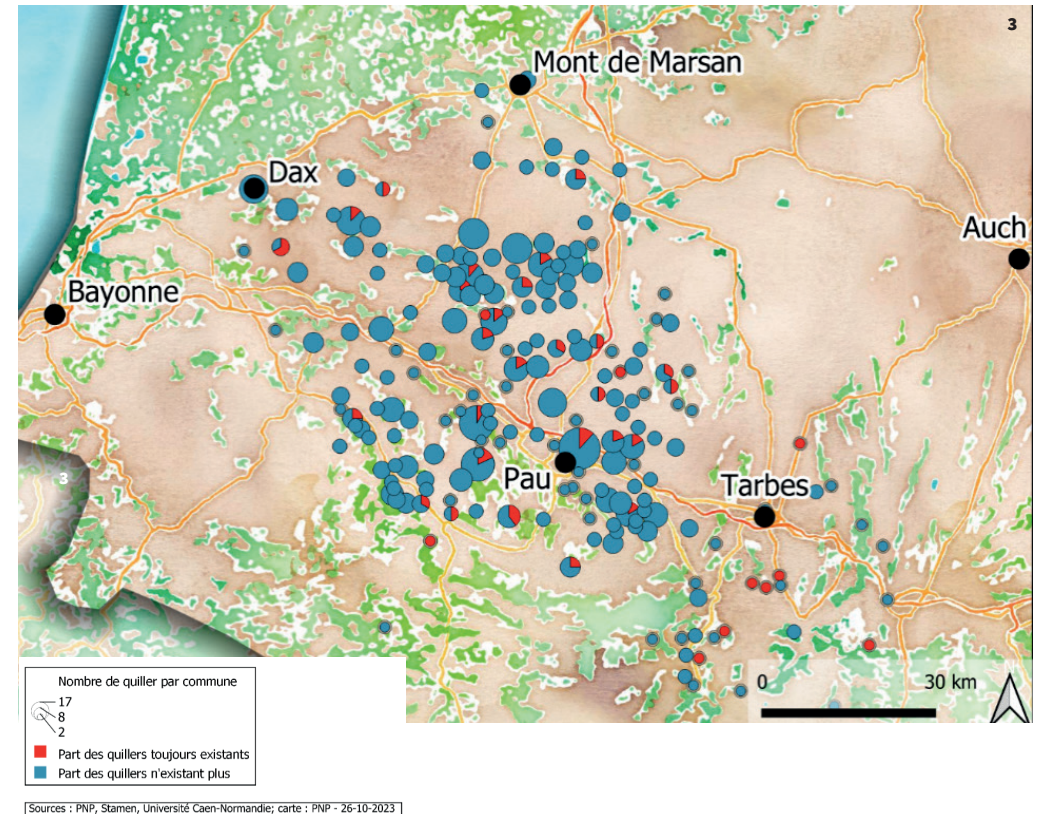 3
Mont de Marsan
Dax
Auch
Bayonne
3
Pau
Tarbes
0 30 km
N
Nombre de quiller par commune
17
8
2
Part des quillers toujours existants
Part des quillers n'existant plus
Sources : PNP, Stamen, Université Caen-Normandie; carte : PNP - 26-10-2023